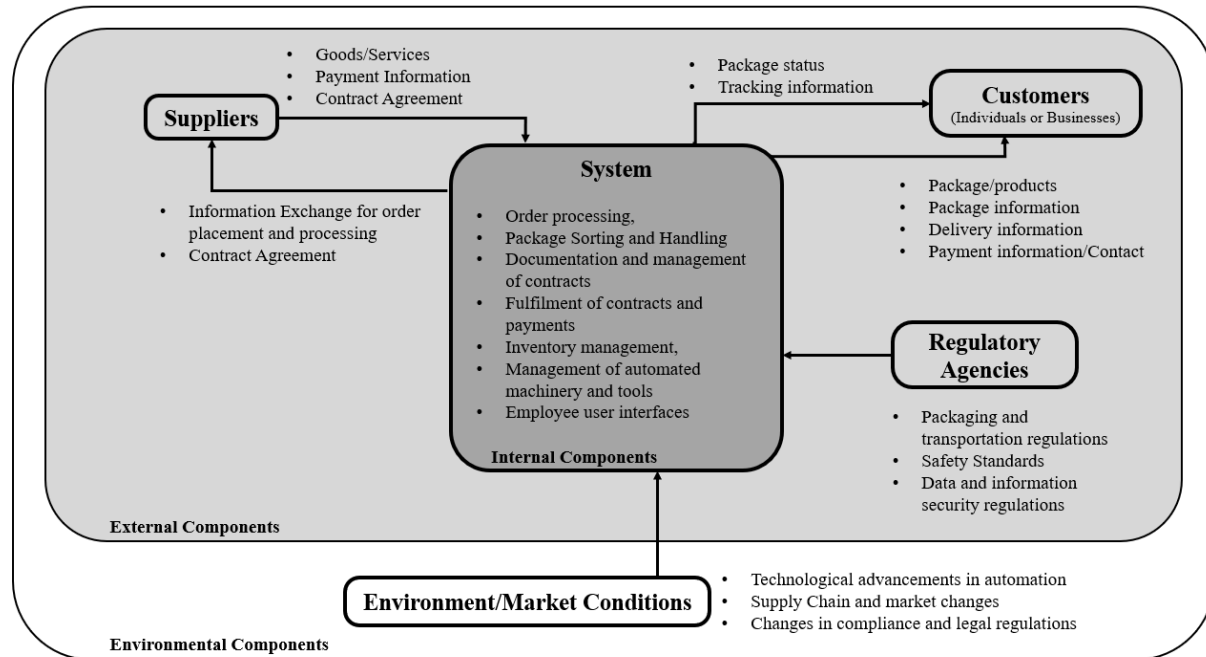 • Goods/Services
• Payment Information
• Contract Agreement
Suppliers
• Package status
• Tracking information
Customers
(Individuals or Businesses)
• Information Exchange for order
placement and processing
• Contract Agreement
System
• Order processing,
• Package Sorting and Handling
• Documentation and management
of contracts
• Fulfilment of contracts and
payments
• Inventory management,
• Management of automated
machinery and tools
• Employee user interfaces
Internal Components
• Package/products
• Package information
• Delivery information
• Payment information/Contact
Regulatory
Agencies
• Packaging and
transportation regulations
• Safety Standards
• Data and information
security regulations
External Components
Environment/Market Conditions
• Technological advancements in automation
• Supply Chain and market changes
• Changes in compliance and legal regulations
Environmental Components